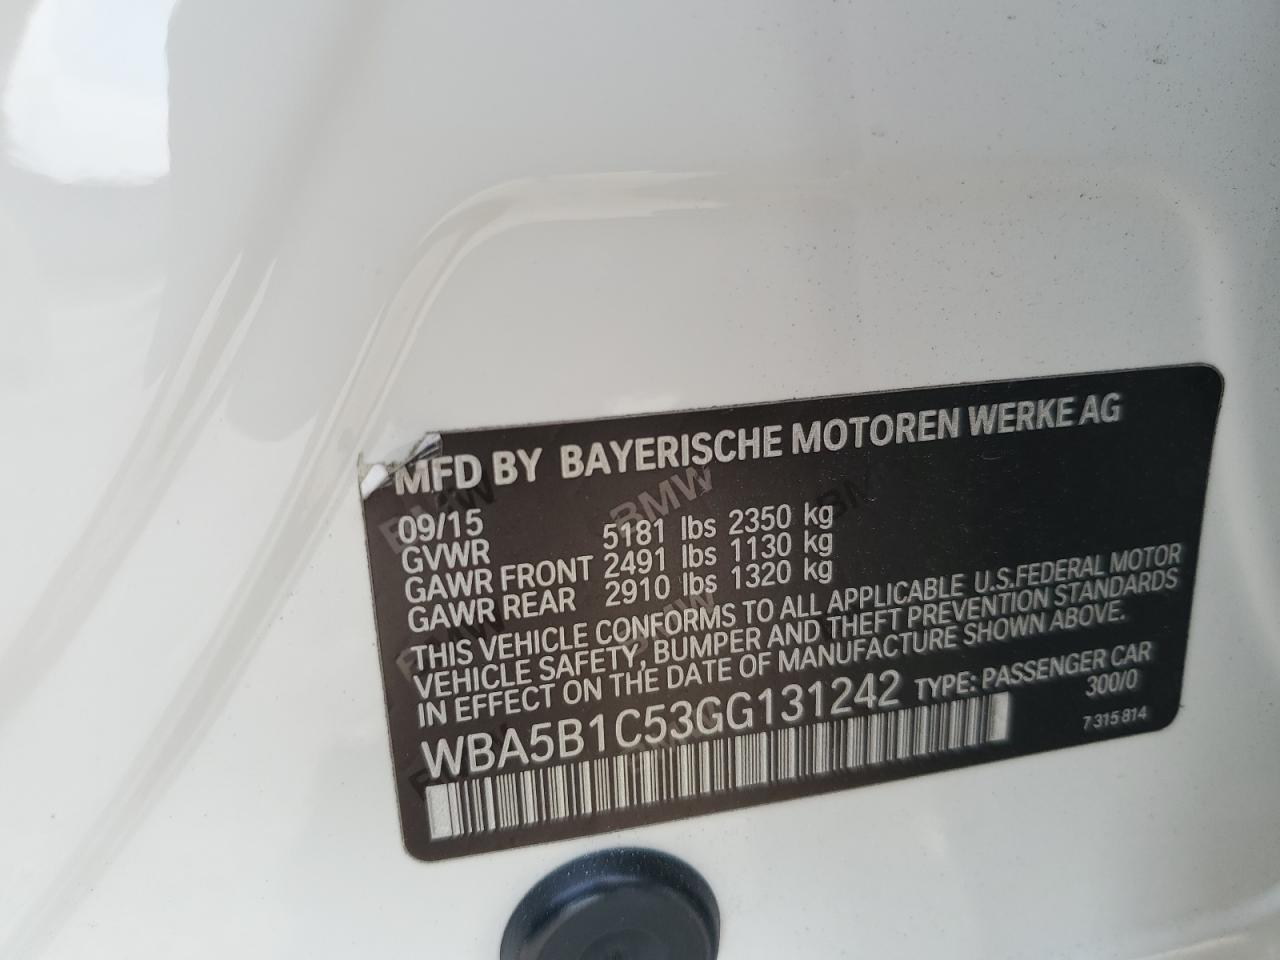 MFD BY BAYERISCHE MOTOREN WERKE AG
09/15
GVWR 5181 lbs 2350 kg
GAWR FRONT 2491 lbs 1130 kg
GAWR REAR 2910 lbs 1320 kg
THIS VEHICLE CONFORMS TO ALL APPLICABLE U.S.FEDERAL MOTOR
VEHICLE SAFETY, BUMPER AND THEFT PREVENTION STANDARDS
IN EFFECT ON THE DATE OF MANUFACTURE SHOWN ABOVE.
WBA5B1C53GG131242 TYPE: PASSENGER CAR
300/0
7 315 814